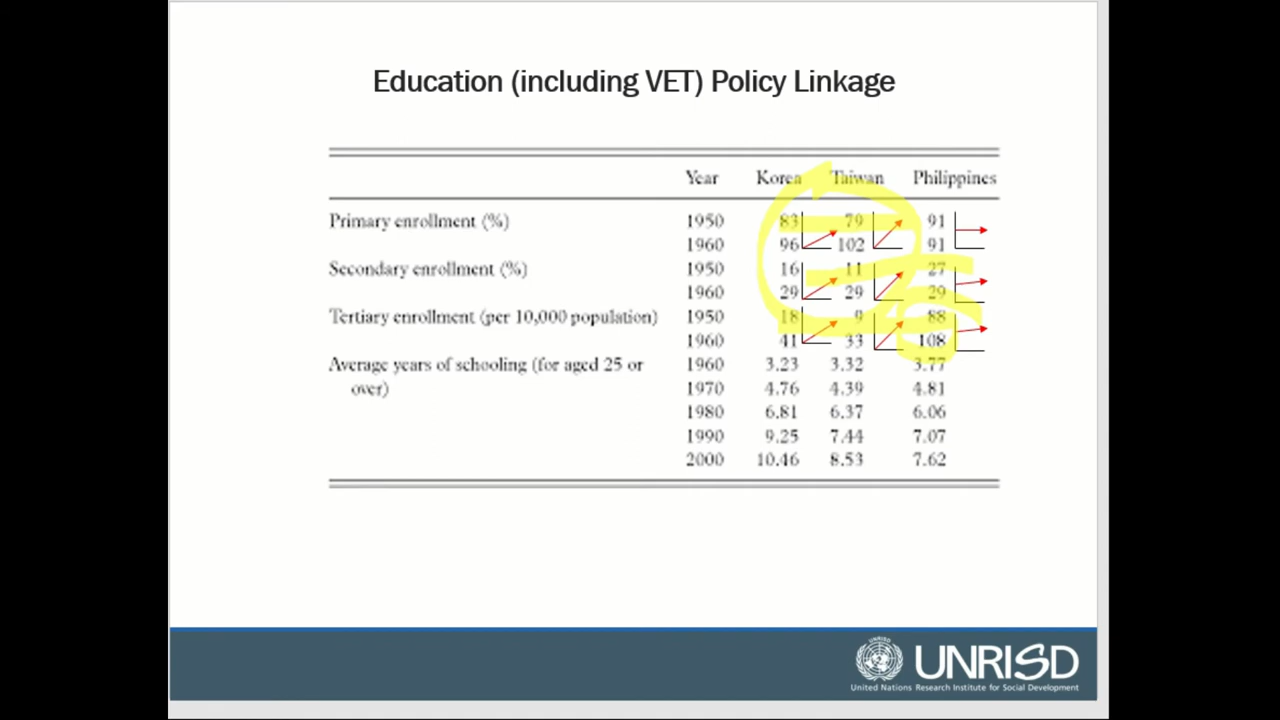 Education (including VET) Policy Linkage
Year Korea Taiwan Philippines
Primary enrollment (%) 1950 83 79 91
1960 96 102 91
Secondary enrollment (%) 1950 16 11 27
1960 29 29 29
Tertiary enrollment (per 10,000 population) 1950 18 9 88
1960 41 33 108
Average years of schooling (for aged 25 or 1960 3.23 3.32 3.77
over) 1970 4.76 4.39 4.81
1980 6.81 6.37 6.06
1990 9.25 7.44 7.07
2000 10.46 8.53 7.62
UNRISD
UNRISD
United Nations Research Institute for Social Development